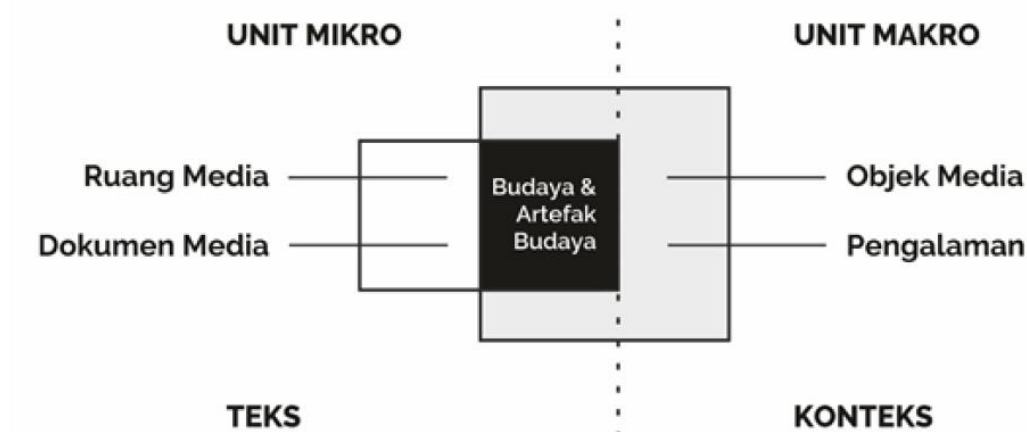 UNIT MIKRO
UNIT MAKRO
Ruang Media
Dokumen Media
Budaya &
Artefak
Budaya
Objek Media
Pengalaman
TEKS
KONTEKS